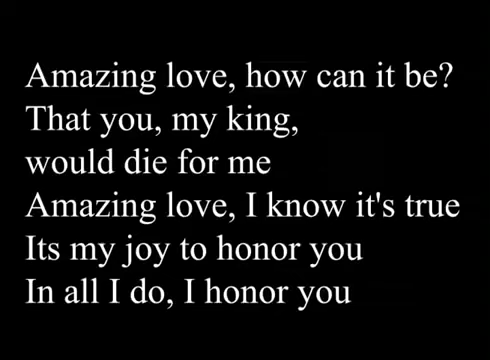 Amazing love, how can it be?
That you, my king,
would die for me
Amazing love, I know it's true
Its my joy to honor you
In all I do, I honor you